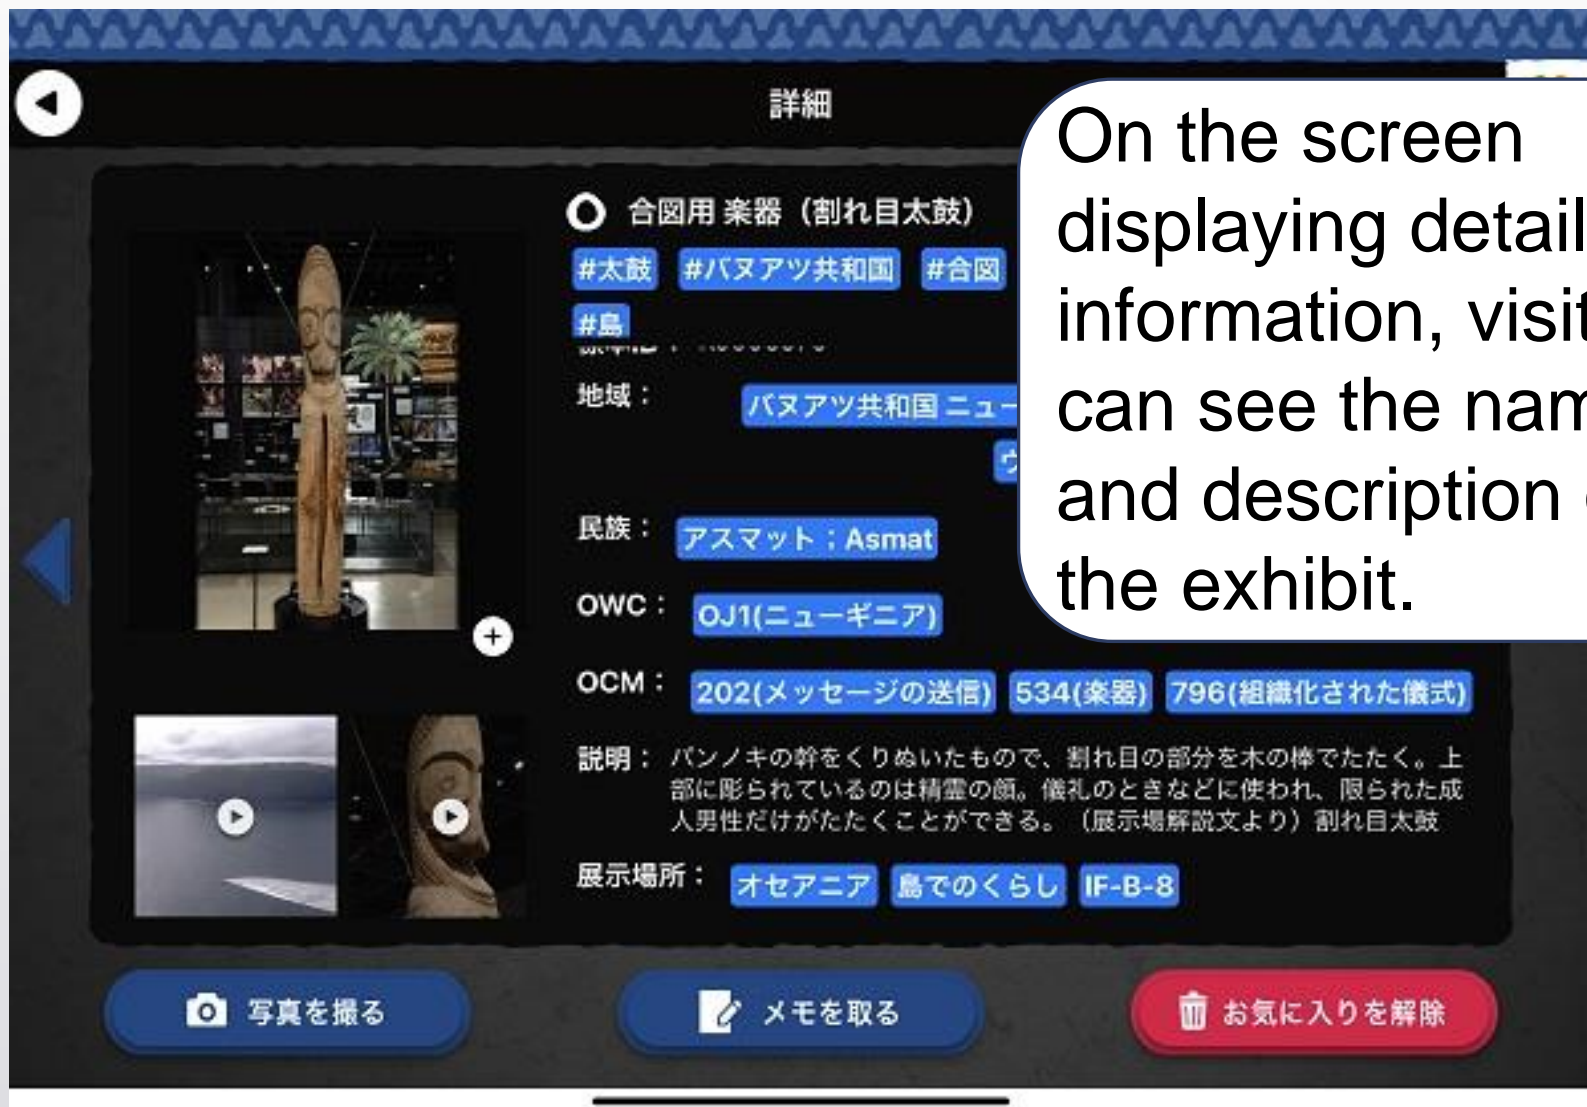 詳細
On the screen
displaying detail
information, visit
can see the nam
and description
the exhibit.
合図用 楽器（割れ目太鼓）
#太鼓 #バヌアツ共和国 #合図
#島
地域： バヌアツ共和国 ニュー
民族： アスマット；Asmat
OWC： OJ1(ニューギニア)
OCM： 202(メッセージの送信) 534(楽器) 796(組織化された儀式)
説明： パンノキの幹をくりぬいたもので、割れ目の部分を木の棒でたたく。上
部に彫られているのは精霊の顔。儀礼のときなどに使われ、限られた成
人男性だけがたたくことができる。（展示場解説文より）割れ目太鼓
展示場所： オセアニア 島でのくらし IF-B-8
写真を撮る
メモを取る
お気に入りを解除